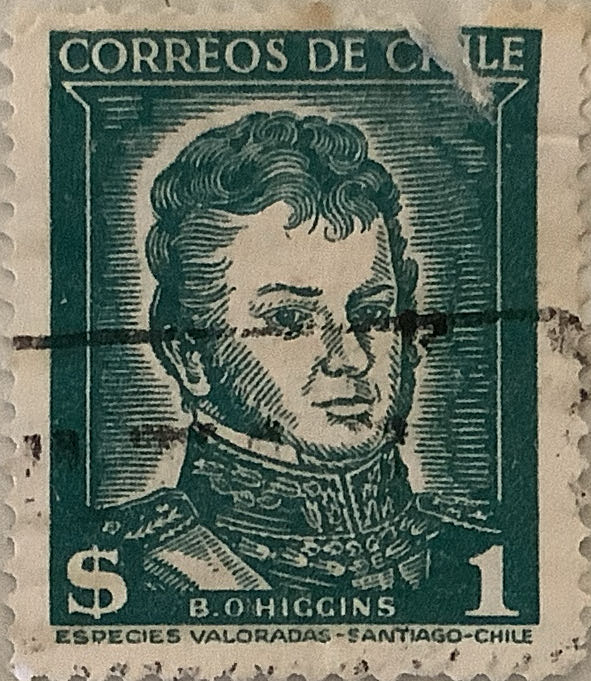 CORREOS DE CHILE
$ 1
B. O'HIGGINS
ESPECIES VALORADAS-SANTIAGO-CHILE